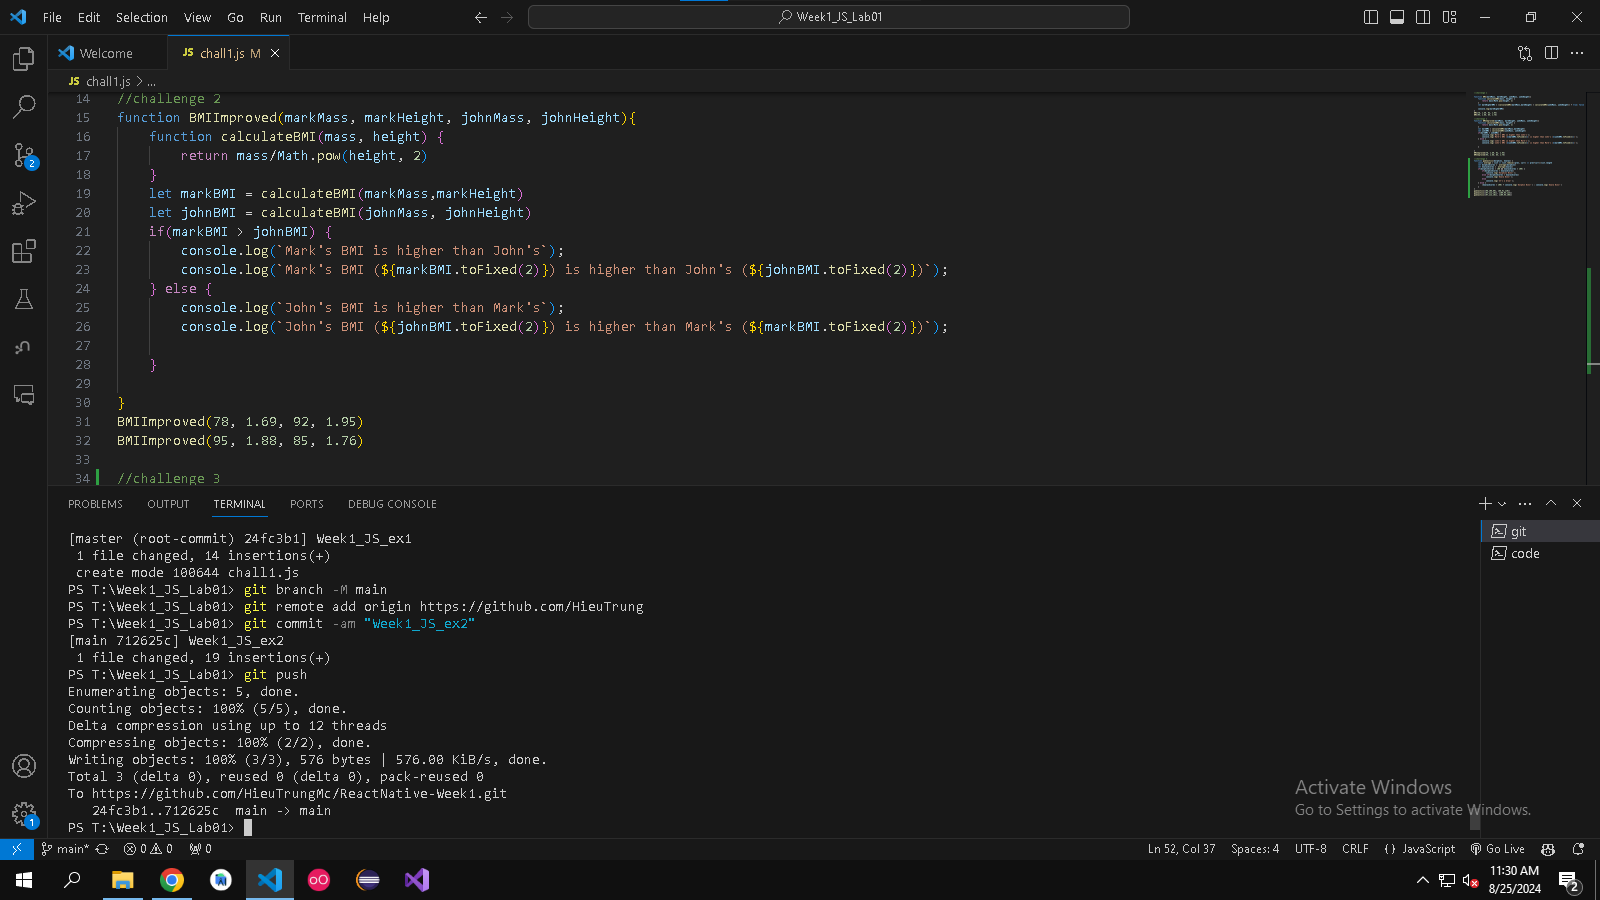 File Edit Selection View Go Run Terminal Help
Week1_JS_Lab01
Welcome
JS chall1.js M
JS chall1.js > ...
14 //challenge 2
15 function BMIImproved(markMass, markHeight, johnMass, johnHeight){
16 function calculateBMI(mass, height) {
17 return mass/Math.pow(height, 2)
18 }
19 let markBMI = calculateBMI(markMass,markHeight)
20 let johnBMI = calculateBMI(johnMass, johnHeight)
21 if(markBMI > johnBMI) {
22 console.log(`Mark's BMI is higher than John's`);
23 console.log(`Mark's BMI (${markBMI.toFixed(2)}) is higher than John's (${johnBMI.toFixed(2)})`);
24 } else {
25 console.log(`John's BMI is higher than Mark's`);
26 console.log(`John's BMI (${johnBMI.toFixed(2)}) is higher than Mark's (${markBMI.toFixed(2)})`);
27
28 }
29
30 }
31 BMIImproved(78, 1.69, 92, 1.95)
32 BMIImproved(95, 1.88, 85, 1.76)
33
34 //challenge 3
PROBLEMS OUTPUT TERMINAL PORTS DEBUG CONSOLE
git
code
[master (root-commit) 24fc3b1] Week1_JS_ex1
1 file changed, 14 insertions(+)
create mode 100644 chall1.js
PS T:\Week1_JS_Lab01> git branch -M main
PS T:\Week1_JS_Lab01> git remote add origin https://github.com/HieuTrung
PS T:\Week1_JS_Lab01> git commit -am "Week1_JS_ex2"
[main 712625c] Week1_JS_ex2
1 file changed, 19 insertions(+)
PS T:\Week1_JS_Lab01> git push
Enumerating objects: 5, done.
Counting objects: 100% (5/5), done.
Delta compression using up to 12 threads
Compressing objects: 100% (2/2), done.
Writing objects: 100% (3/3), 576 bytes | 576.00 KiB/s, done.
Total 3 (delta 0), reused 0 (delta 0), pack-reused 0
To https://github.com/HieuTrungMc/ReactNative-Week1.git
24fc3b1..712625c main -> main
PS T:\Week1_JS_Lab01>
Activate Windows
Go to Settings to activate Windows.
2
1
main* 0 0 0
Ln 52, Col 37 Spaces: 4 UTF-8 CRLF {} JavaScript Go Live
11:30 AM
8/25/2024
2